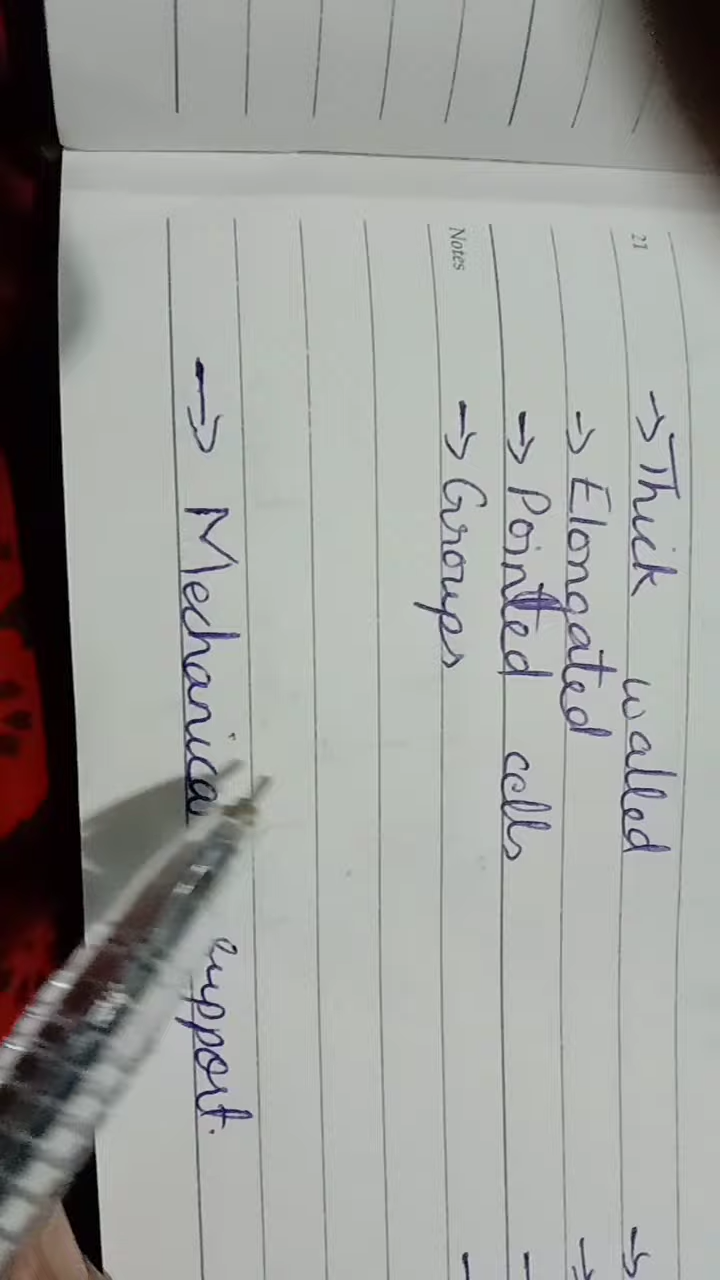 21
→Thick walled →
→ Elongated →
→ Pointed cells
Notes
→ Groups
→ Mechanical support.